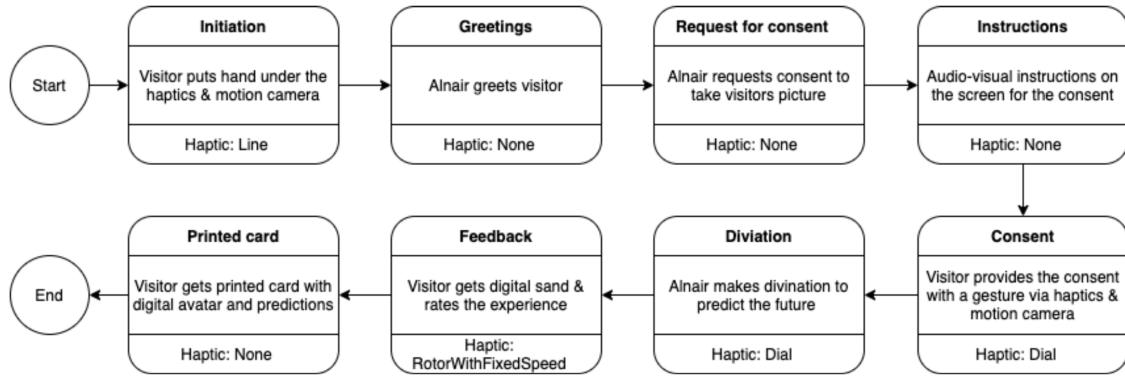 Start
Initiation
Visitor puts hand under the
haptics & motion camera
Haptic: Line
Greetings
Alnair greets visitor
Haptic: None
Request for consent
Alnair requests consent to
take visitors picture
Haptic: None
Instructions
Audio-visual instructions on
the screen for the consent
Haptic: None
Consent
Visitor provides the consent
with a gesture via haptics &
motion camera
Haptic: Dial
Diviation
Alnair makes divination to
predict the future
Haptic: Dial
Feedback
Visitor gets digital sand &
rates the experience
Haptic:
RotorWithFixedSpeed
Printed card
Visitor gets printed card with
digital avatar and predictions
Haptic: None
End